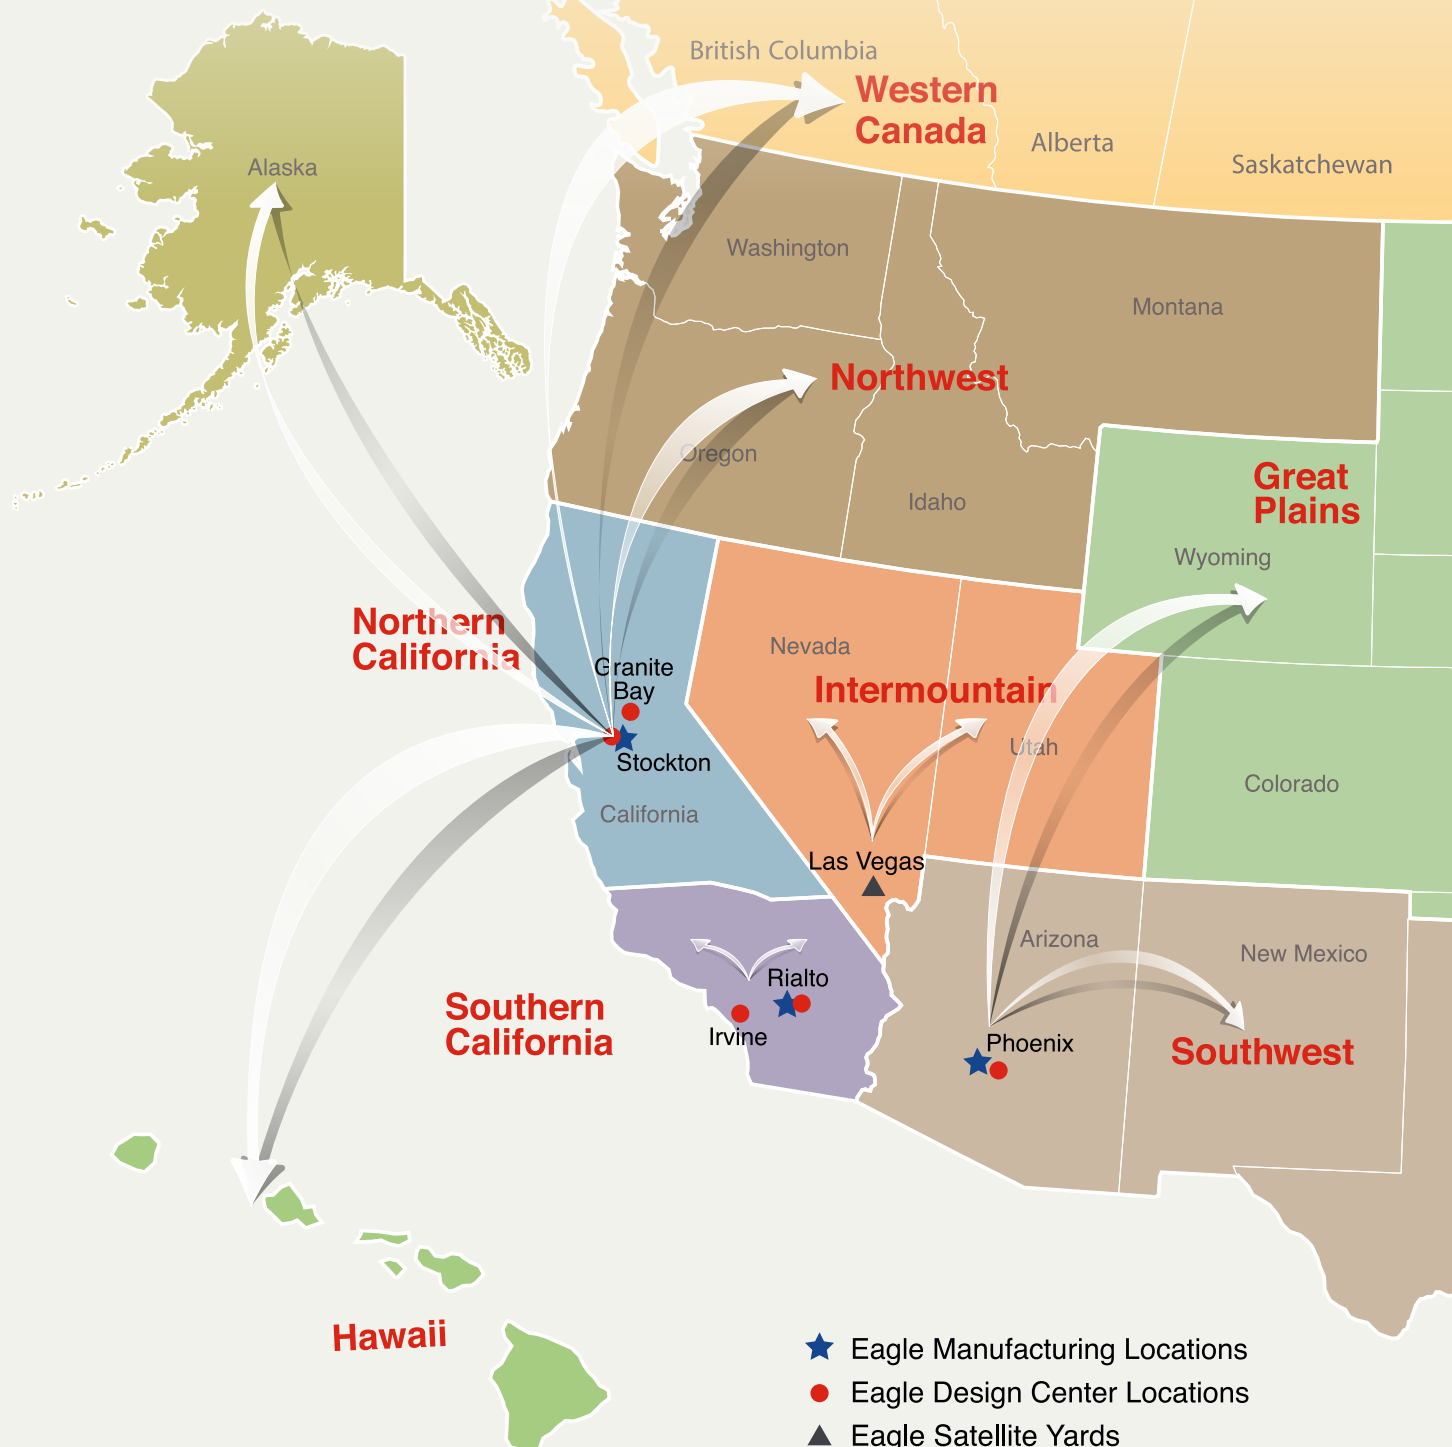 British Columbia
Western
Canada
Alberta
Saskatchewan
Alaska
Washington
Montana
Northwest
Oregon
Idaho
Great
Plains
Wyoming
Northern
California
Granite
Bay
Nevada
Intermountain
Utah
Stockton
Colorado
California
Las Vegas
Arizona
New Mexico
Rialto
Southern
California
Irvine
Phoenix
Southwest
Hawaii
Eagle Manufacturing Locations
Eagle Design Center Locations
Eagle Satellite Yards